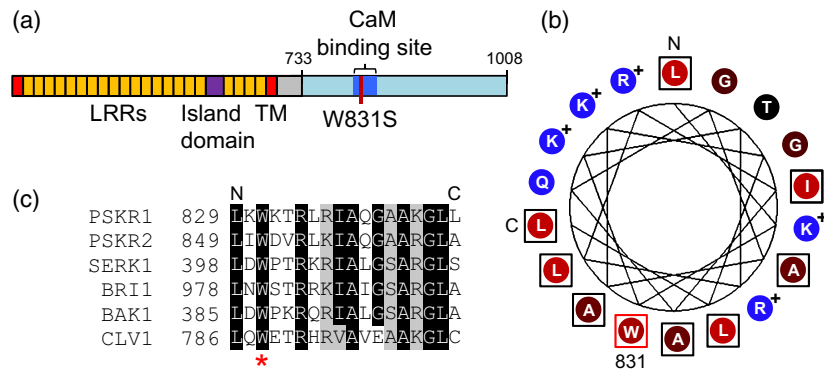 (a)
CaM
binding site
733
1008
LRRs
Island
domain
TM
W831S
(b)
N
L
G
T
G
I
K+
A
R+
L
A
W
831
A
L
C L
Q
K+
K+
R+
(c)
N C
PSKR1 829 LKWKTRLRIAQGAAKGLL
PSKR2 849 LIWDVRLKIAQGAAKGLA
SERK1 398 LDWPTRKRIALGSARGLS
BRI1 978 LNWSTRRKIAIGSARGLA
BAK1 385 LDWPKRQRIALGSARGLA
CLV1 786 LQWETRHRVAVEAAKGLC
*